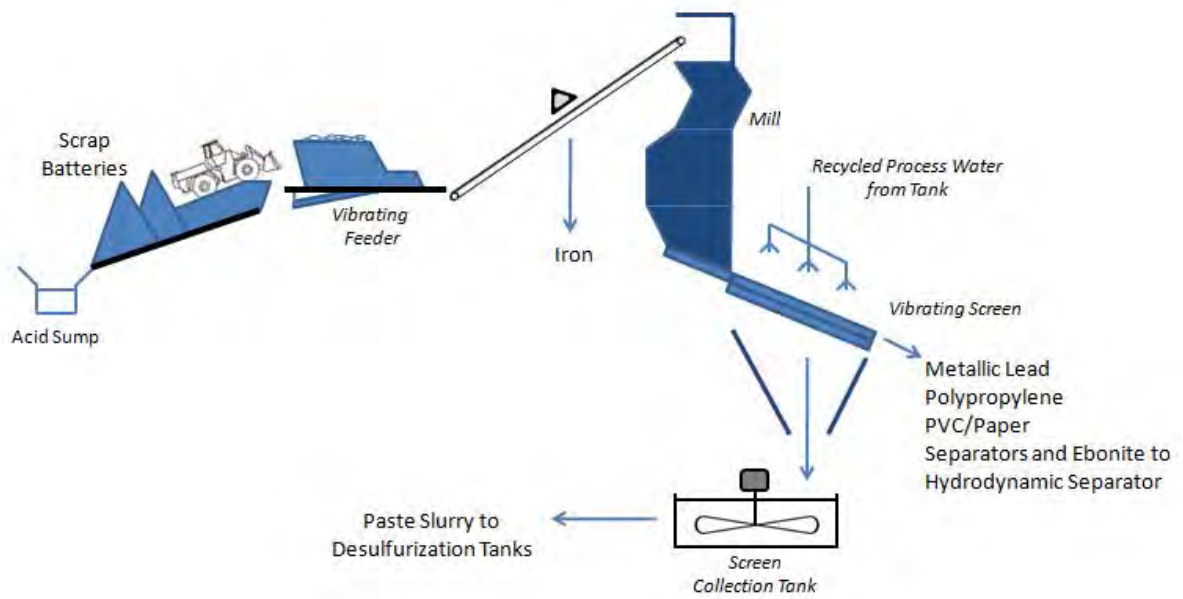 Scrap
Batteries
Acid Sump
Vibrating
Feeder
Iron
Mill
Recycled Process Water
from Tank
Vibrating Screen
Metallic Lead
Polypropylene
PVC/Paper
Separators and Ebonite to
Hydrodynamic Separator
Paste Slurry to
Desulfurization Tanks
Screen
Collection Tank